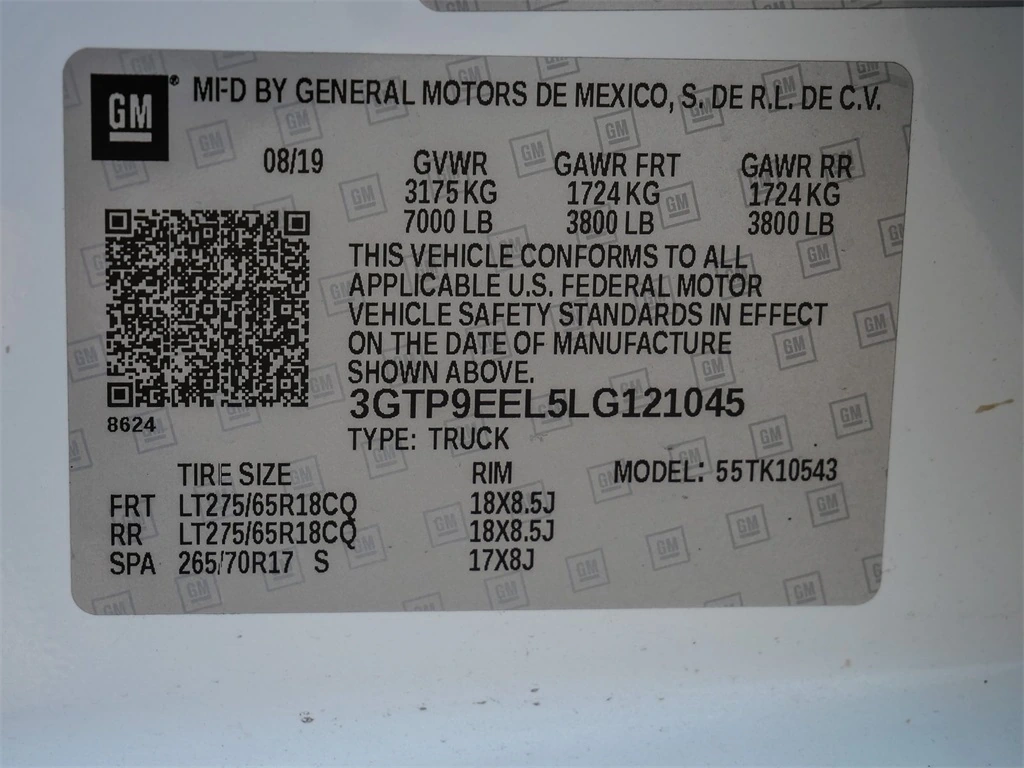 GM® MFD BY GENERAL MOTORS DE MEXICO, S. DE R.L. DE C.V.
08/19 GVWR GAWR FRT GAWR RR
3175 KG 1724 KG 1724 KG
7000 LB 3800 LB 3800 LB
THIS VEHICLE CONFORMS TO ALL
APPLICABLE U.S. FEDERAL MOTOR
VEHICLE SAFETY STANDARDS IN EFFECT
ON THE DATE OF MANUFACTURE
SHOWN ABOVE.
3GTP9EEL5LG121045
8624
TYPE: TRUCK
TIRE SIZE RIM MODEL: 55TK10543
FRT LT275/65R18CQ 18X8.5J
RR LT275/65R18CQ 18X8.5J
SPA 265/70R17 S 17X8J